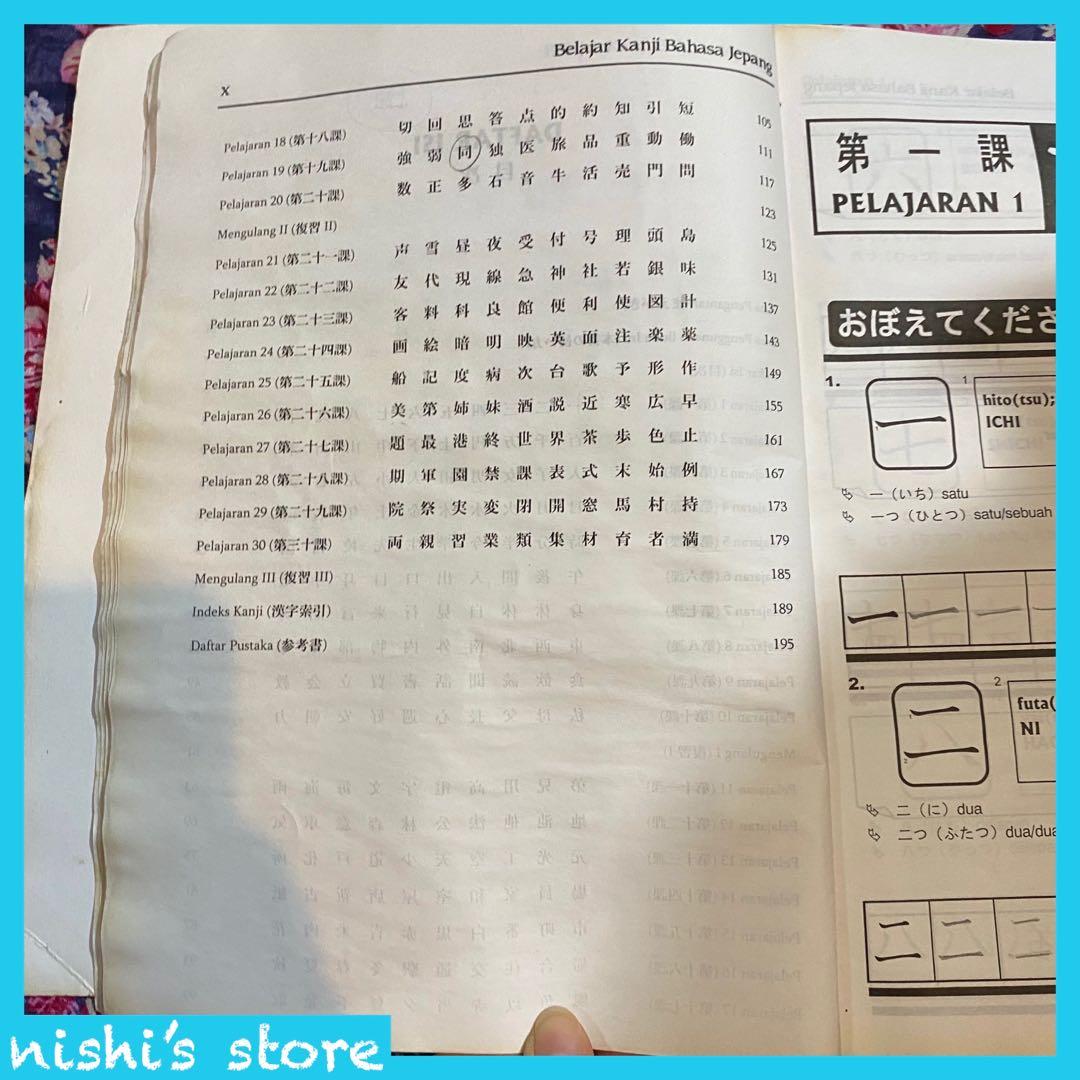 Belajar Kanji Bahasa Jepang
x
Pelajaran 18 (第十八課) 切 回 思 答 点 的 約 知 引 短 105
Pelajaran 19 (第十九課) 強 弱 同 独 医 旅 品 重 動 働 111
Pelajaran 20 (第二十課) 数 正 多 石 音 牛 活 売 門 問 117
Mengulang II (復習 II) 123
Pelajaran 21 (第二十一課) 声 雪 昼 夜 受 付 号 理 頭 島 125
Pelajaran 22 (第二十二課) 友 代 現 線 急 神 社 若 銀 味 131
Pelajaran 23 (第二十三課) 客 料 科 良 館 便 利 使 図 計 137
Pelajaran 24 (第二十四課) 画 絵 暗 明 映 英 面 注 楽 薬 143
Pelajaran 25 (第二十五課) 船 記 度 病 次 台 歌 予 形 作 149
Pelajaran 26 (第二十六課) 美 第 姉 妹 酒 説 近 寒 広 早 155
Pelajaran 27 (第二十七課) 題 最 港 終 世 界 茶 歩 色 止 161
Pelajaran 28 (第二十八課) 期 軍 園 禁 課 表 式 末 始 例 167
Pelajaran 29 (第二十九課) 院 祭 実 変 閉 開 窓 馬 村 持 173
Pelajaran 30 (第三十課) 両 親 習 業 類 集 材 育 者 満 179
Mengulang III (復習 III) 185
Indeks Kanji (漢字索引) 189
Daftar Pustaka (参考書) 195
第 一 課
PELAJARAN 1
おぼえてくださ
1.
一
1
hito(tsu);
ICHI
一（いち）satu
一つ（ひとつ）satu/sebuah
一 一 一 一
2.
二
2
futa(
NI
二（に）dua
二つ（ふたつ）dua/dua
二 二 二
nishi's store